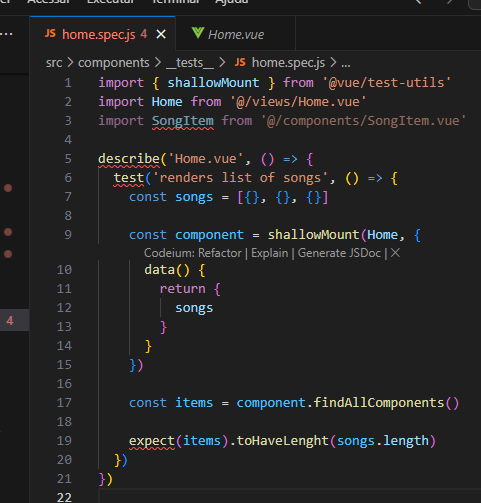 Acessar Executar Terminal Ajuda
JS home.spec.js 4 × Home.vue
src > components > __tests__ > JS home.spec.js > ...
1 import { shallowMount } from '@vue/test-utils'
2 import Home from '@/views/Home.vue'
3 import SongItem from '@/components/SongItem.vue'
4
5 describe('Home.vue', () => {
6 test('renders list of songs', () => {
7 const songs = [{}, {}, {}]
8
9 const component = shallowMount(Home, {
Codeium: Refactor | Explain | Generate JSDoc | ×
10 data() {
11 return {
12 songs
13 }
14 }
15 })
16
17 const items = component.findAllComponents()
18
19 expect(items).toHaveLenght(songs.length)
20 })
21 })
22
4